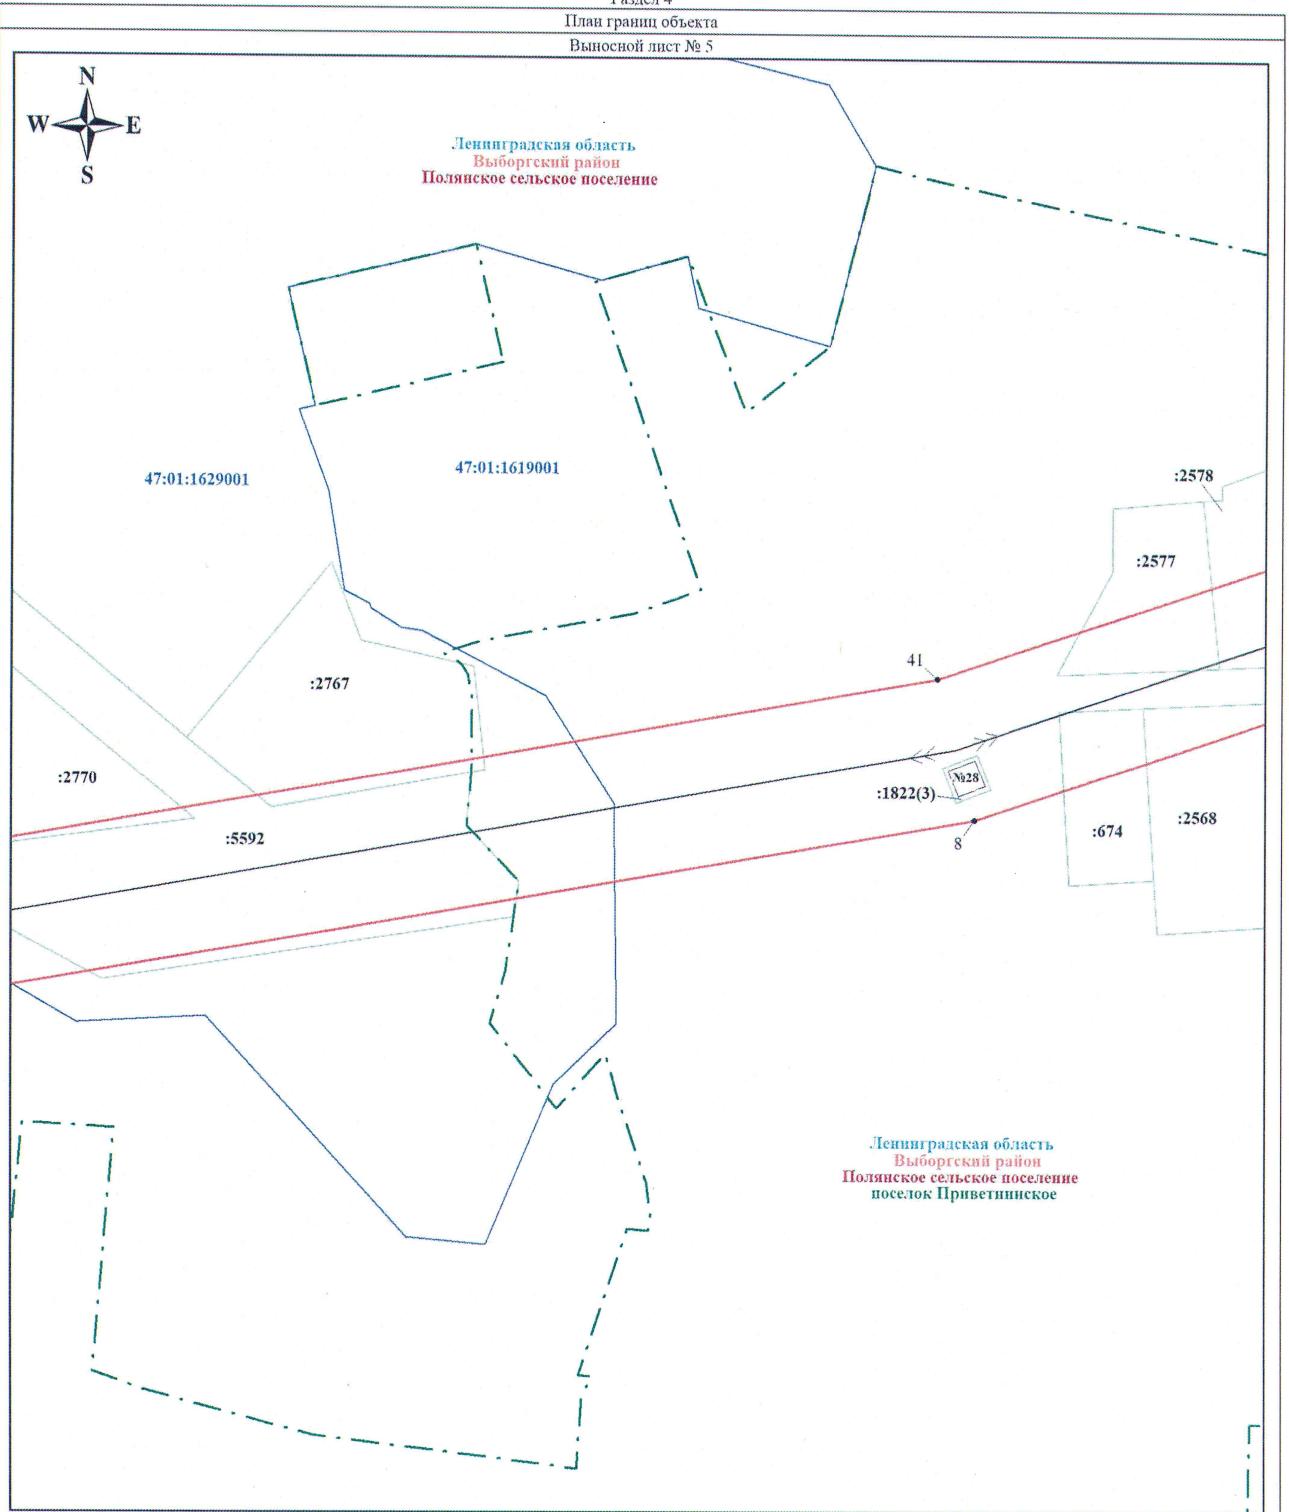 Раздел 4
План границ объекта
Выносной лист № 5
N
W E
S
Ленинградская область
Выборгский район
Полянское сельское поселение
47:01:1629001
47:01:1619001
:2578
:2577
41
:2767
:2770
№28
:1822(3)
:5592
8
:674
:2568
Ленинградская область
Выборгский район
Полянское сельское поселение
поселок Приветнинское